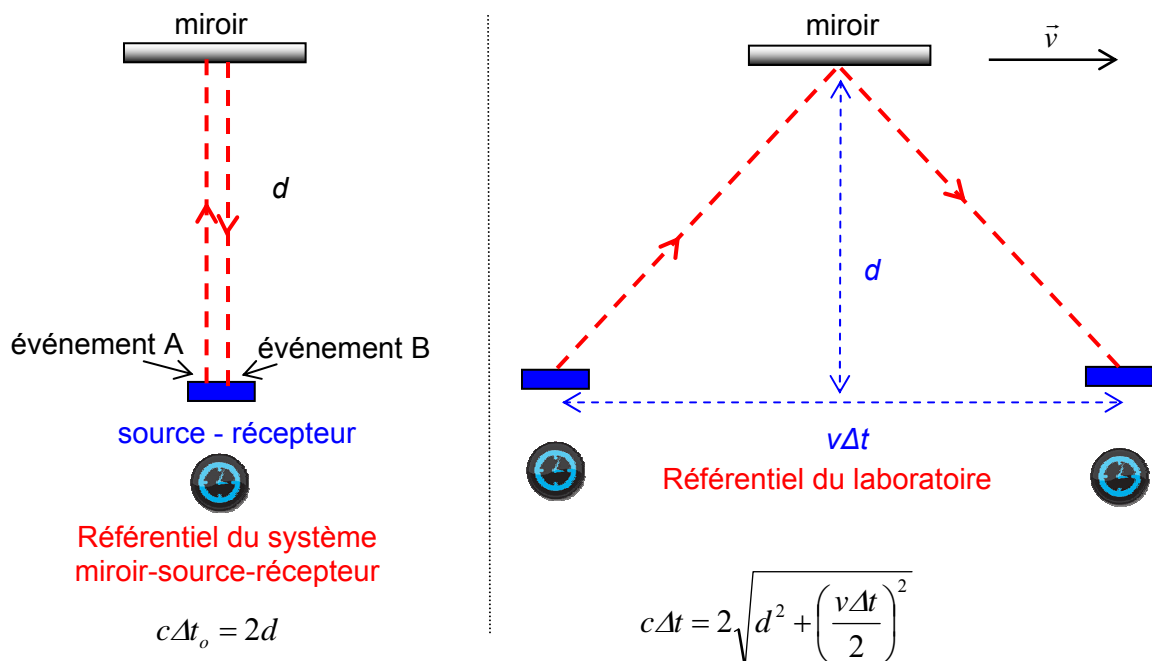 miroir
d
événement A
événement B
source - récepteur
Référentiel du système
miroir-source-récepteur
cΔt₀ = 2d
miroir
v⃗
d
vΔt
Référentiel du laboratoire
cΔt = 2√(d² + (vΔt/2)²)